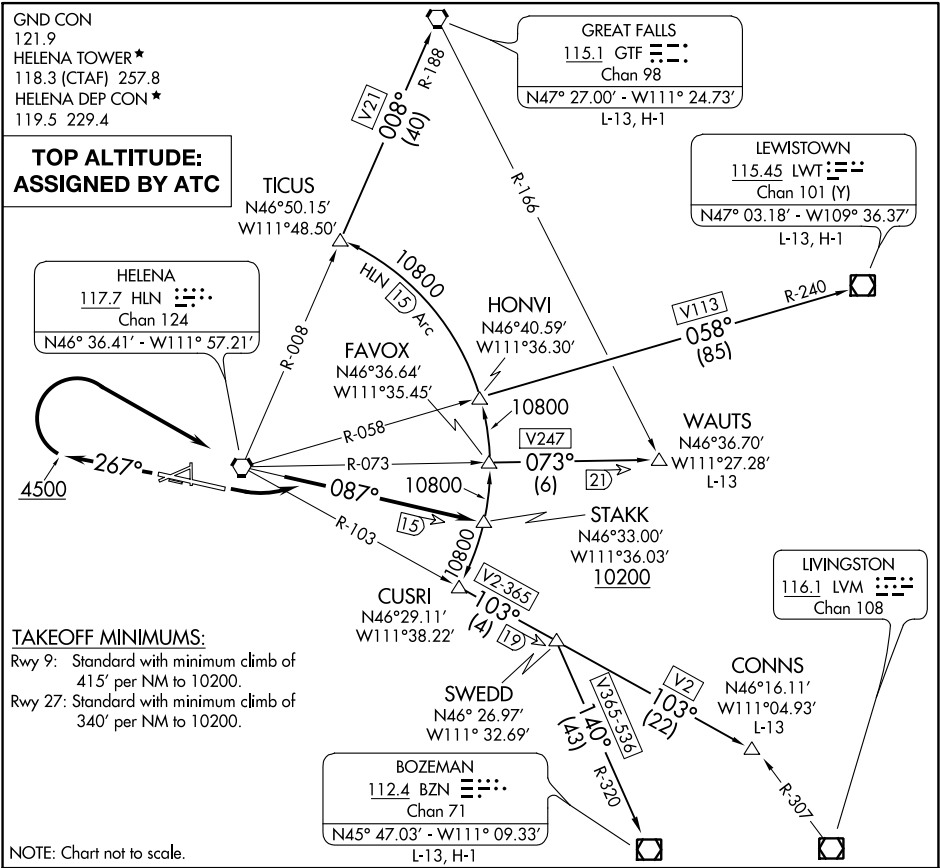 GND CON
121.9
HELENA TOWER★
118.3 (CTAF) 257.8
HELENA DEP CON★
119.5 229.4
TOP ALTITUDE:
ASSIGNED BY ATC
GREAT FALLS
115.1 GTF
Chan 98
N47° 27.00' - W111° 24.73'
L-13, H-1
LEWISTOWN
115.45 LWT
Chan 101 (Y)
N47° 03.18' - W109° 36.37'
L-13, H-1
R-188
V21
008°
(40)
TICUS
N46°50.15'
W111°48.50'
R-166
HELENA
117.7 HLN
Chan 124
N46° 36.41' - W111° 57.21'
10800
HLN 15 Arc
R-008
HONVI
N46°40.59'
W111°36.30'
V113
R-240
058°
(85)
FAVOX
N46°36.64'
W111°35.45'
R-058
10800
WAUTS
N46°36.70'
W111°27.28'
L-13
R-073
V247
073°
(6)
21
267°
4500
087°
15
10800
STAKK
N46°33.00'
W111°36.03'
10200
R-103
10800
CUSRI
N46°29.11'
W111°38.22'
V2-365
103°
(4)
19
LIVINGSTON
116.1 LVM
Chan 108
TAKEOFF MINIMUMS:
Rwy 9: Standard with minimum climb of
415' per NM to 10200.
Rwy 27: Standard with minimum climb of
340' per NM to 10200.
SWEDD
N46° 26.97'
W111° 32.69'
V2
103°
(22)
CONNS
N46°16.11'
W111°04.93'
L-13
V365-536
140°
(43)
R-320
R-307
BOZEMAN
112.4 BZN
Chan 71
N45° 47.03' - W111° 09.33'
L-13, H-1
NOTE: Chart not to scale.